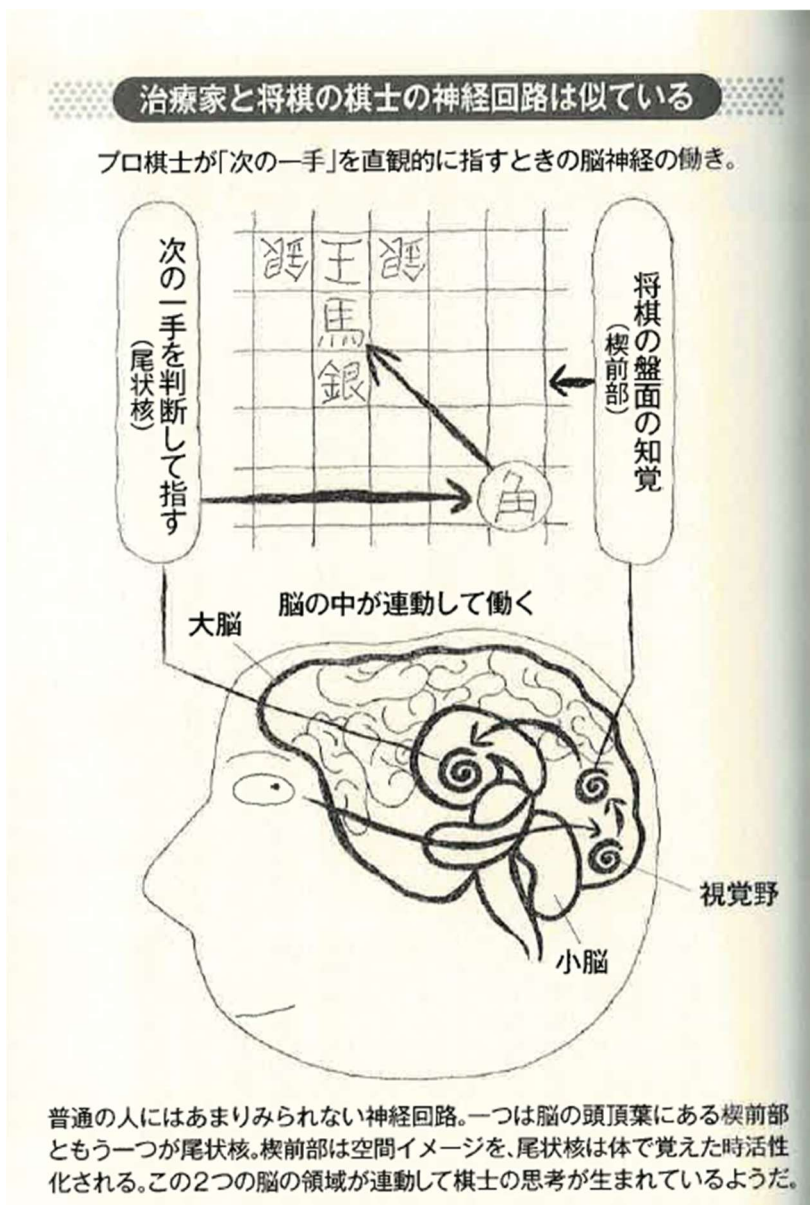 治療家と将棋の棋士の神経回路は似ている
プロ棋士が「次の一手」を直観的に指すときの脳神経の働き。
将棋の盤面の知覚
(楔前部)
銀 王 銀
馬
銀
角
次の一手を判断して指す
(尾状核)
脳の中が連動して働く
大脳
視覚野
小脳
普通の人にはあまりみられない神経回路。一つは脳の頭頂葉にある楔前部
ともう一つが尾状核。楔前部は空間イメージを、尾状核は体で覚えた時活性
化される。この2つの脳の領域が連動して棋士の思考が生まれているようだ。